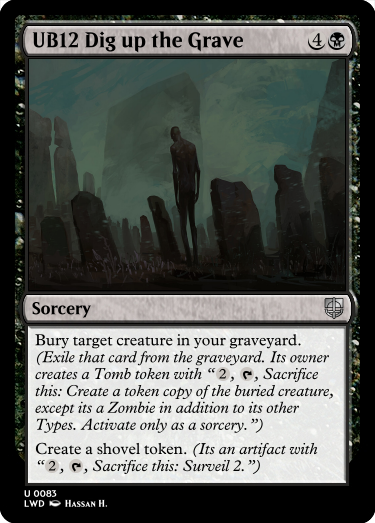 UB12 Dig up the Grave 4
Sorcery
Bury target creature in your graveyard.
(Exile that card from the graveyard. Its owner
creates a Tomb token with “2, , Sacrifice
this: Create a token copy of the buried creature,
except its a Zombie in addition to its other
Types. Activate only as a sorcery.”)
Create a shovel token. (Its an artifact with
“2, , Sacrifice this: Surveil 2.”)
U 0083
LWD Hassan H.